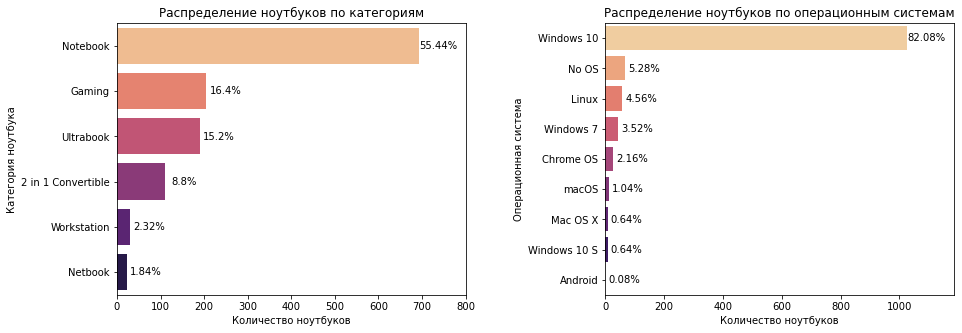 Распределение ноутбуков по категориям
Категория ноутбука
Notebook 55.44%
Gaming 16.4%
Ultrabook 15.2%
2 in 1 Convertible 8.8%
Workstation 2.32%
Netbook 1.84%
0 100 200 300 400 500 600 700 800
Количество ноутбуков
Распределение ноутбуков по операционным системам
Операционная система
Windows 10 82.08%
No OS 5.28%
Linux 4.56%
Windows 7 3.52%
Chrome OS 2.16%
macOS 1.04%
Mac OS X 0.64%
Windows 10 S 0.64%
Android 0.08%
0 200 400 600 800 1000
Количество ноутбуков